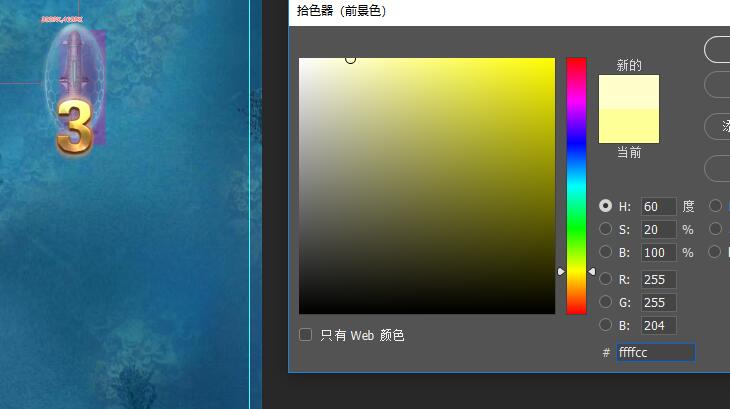 拾色器（前景色）
3
新的
当前
H: 60 度
S: 20 %
B: 100 %
R: 255
G: 255
B: 204
只有 Web 颜色
# ffffcc